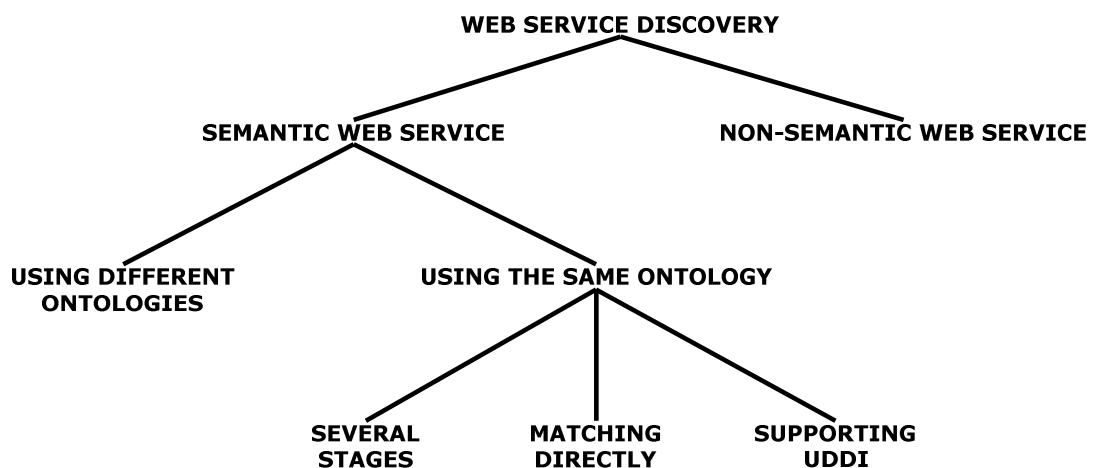 WEB SERVICE DISCOVERY
SEMANTIC WEB SERVICE
NON-SEMANTIC WEB SERVICE
USING DIFFERENT
ONTOLOGIES
USING THE SAME ONTOLOGY
SEVERAL
STAGES
MATCHING
DIRECTLY
SUPPORTING
UDDI